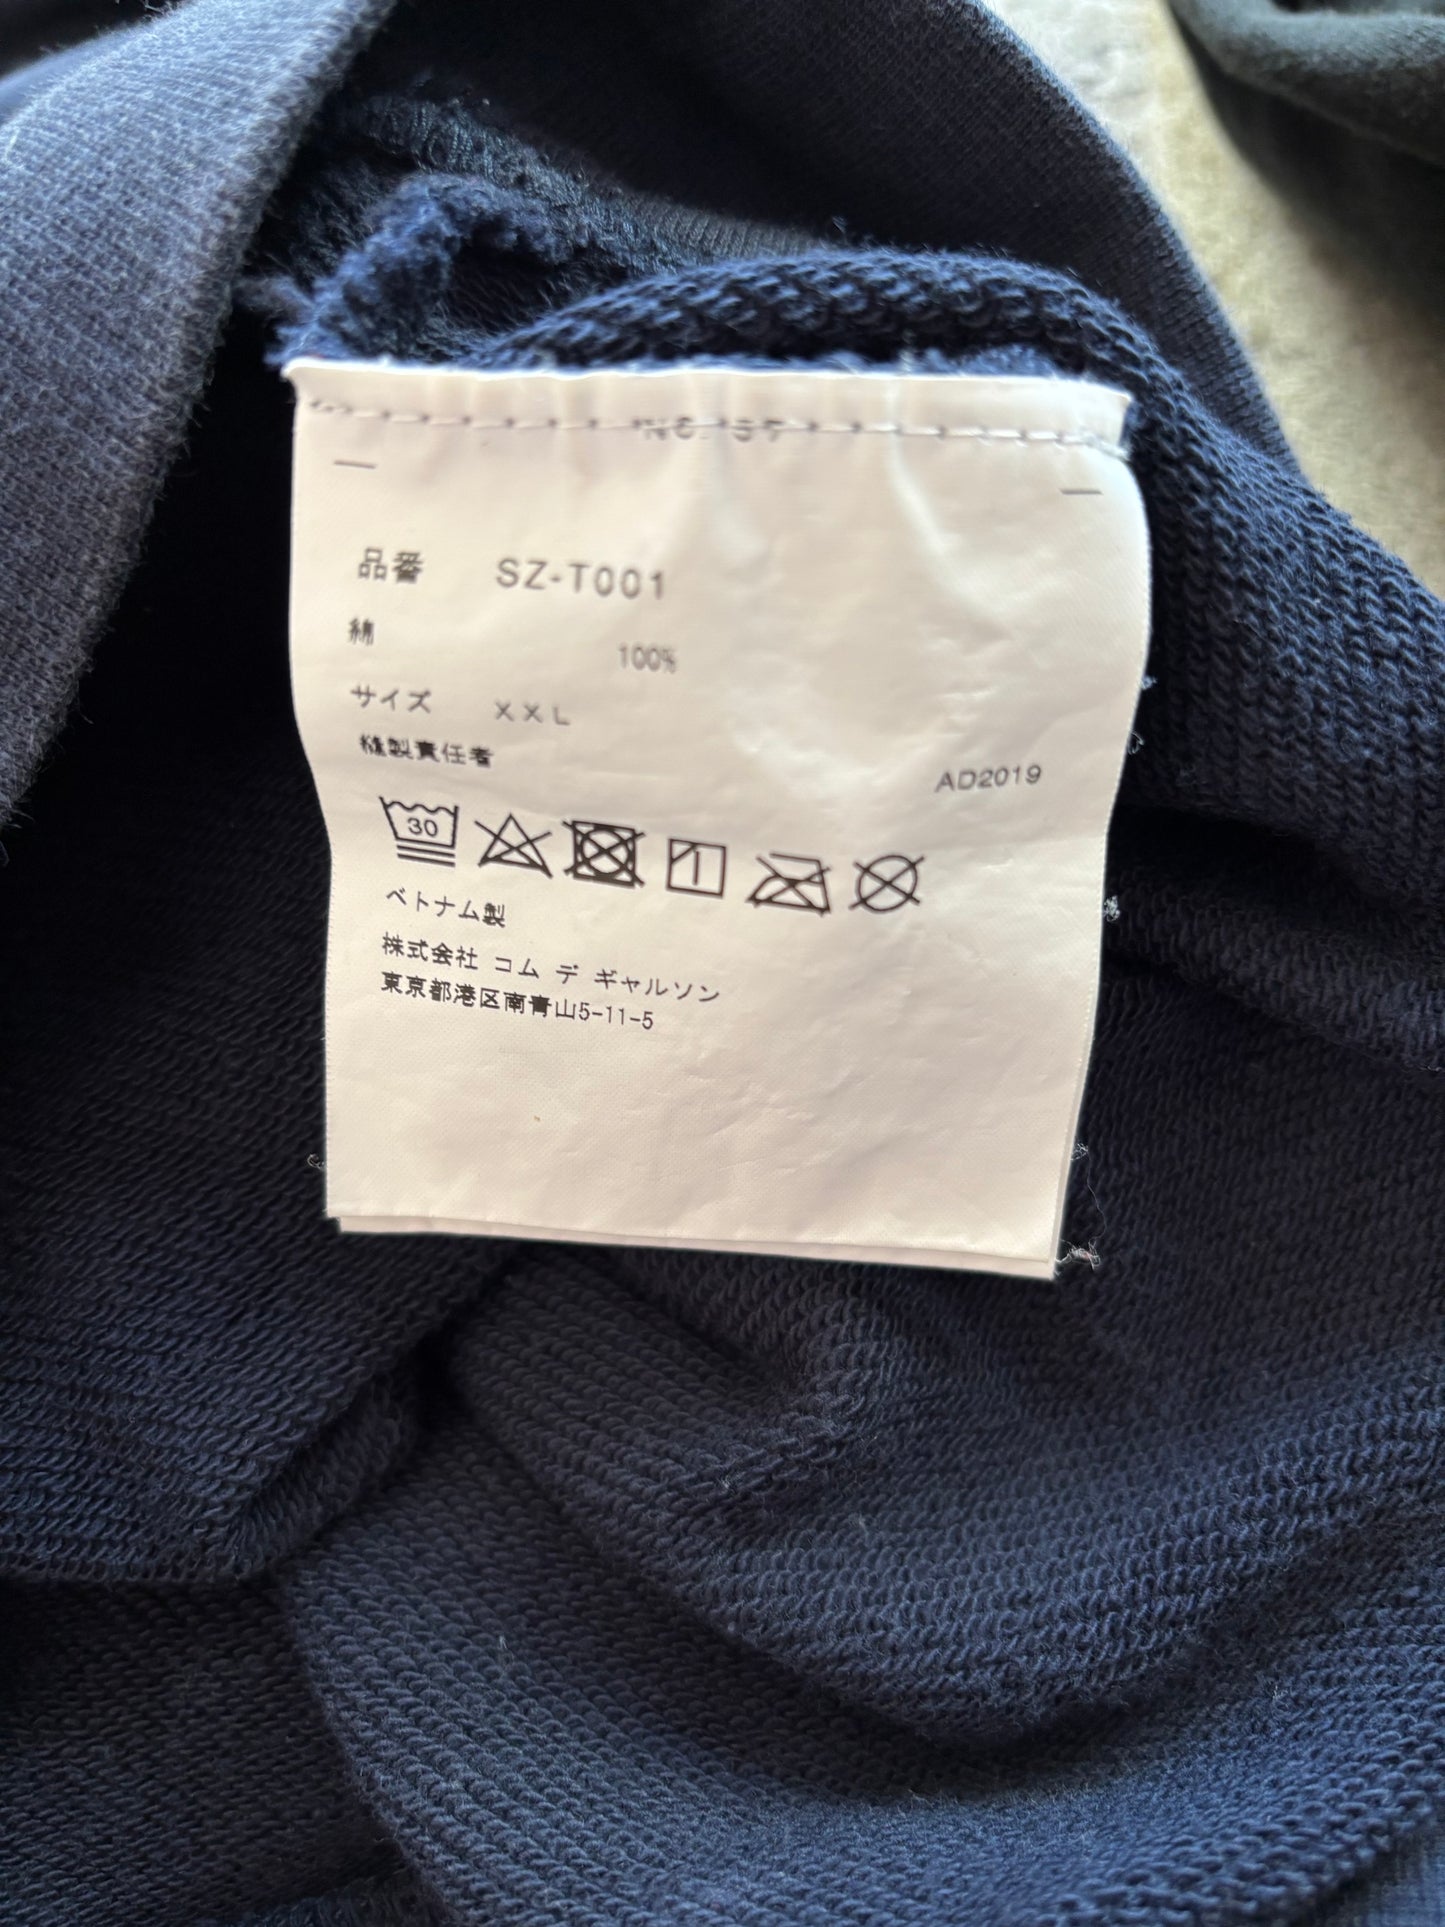 品番 SZ-T001
綿 100%
サイズ XXL
縫製責任者
AD2019
30
ベトナム製
株式会社 コム デ ギャルソン
東京都港区南青山5-11-5